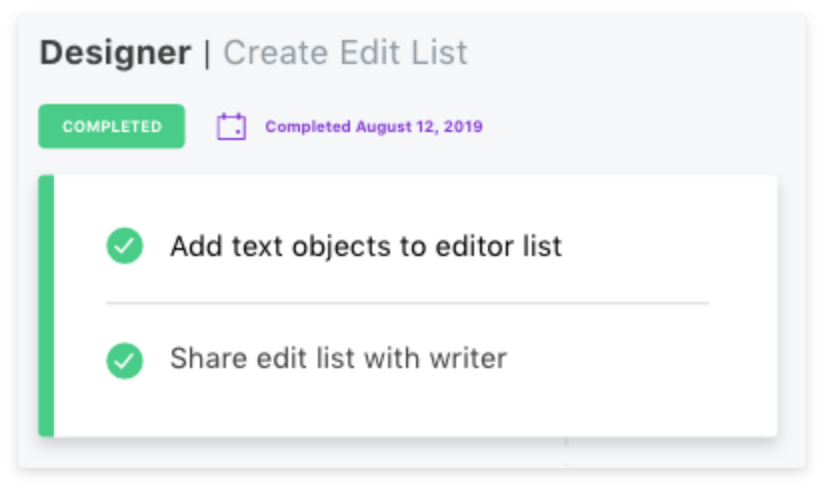 Designer | Create Edit List
COMPLETED Completed August 12, 2019
Add text objects to editor list
Share edit list with writer